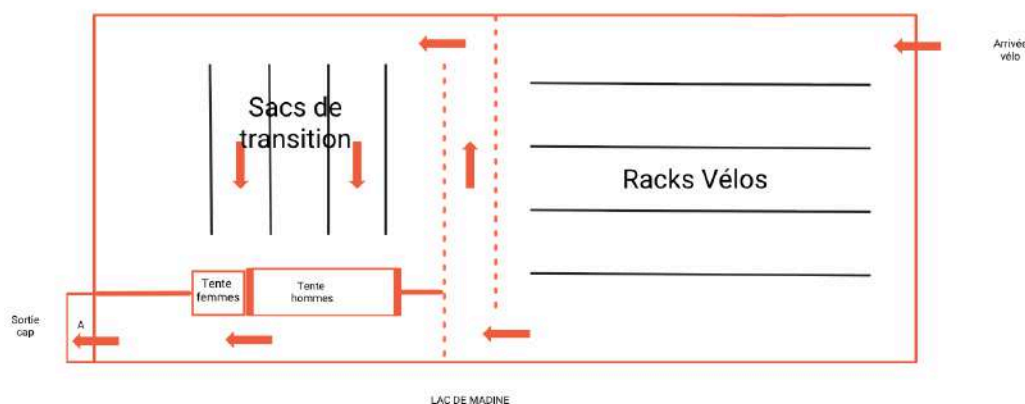 Arrivée
vélo
Sacs de
transition
Racks Vélos
Tente
femmes
Tente
hommes
Sortie
cap
A
LAC DE MADINE